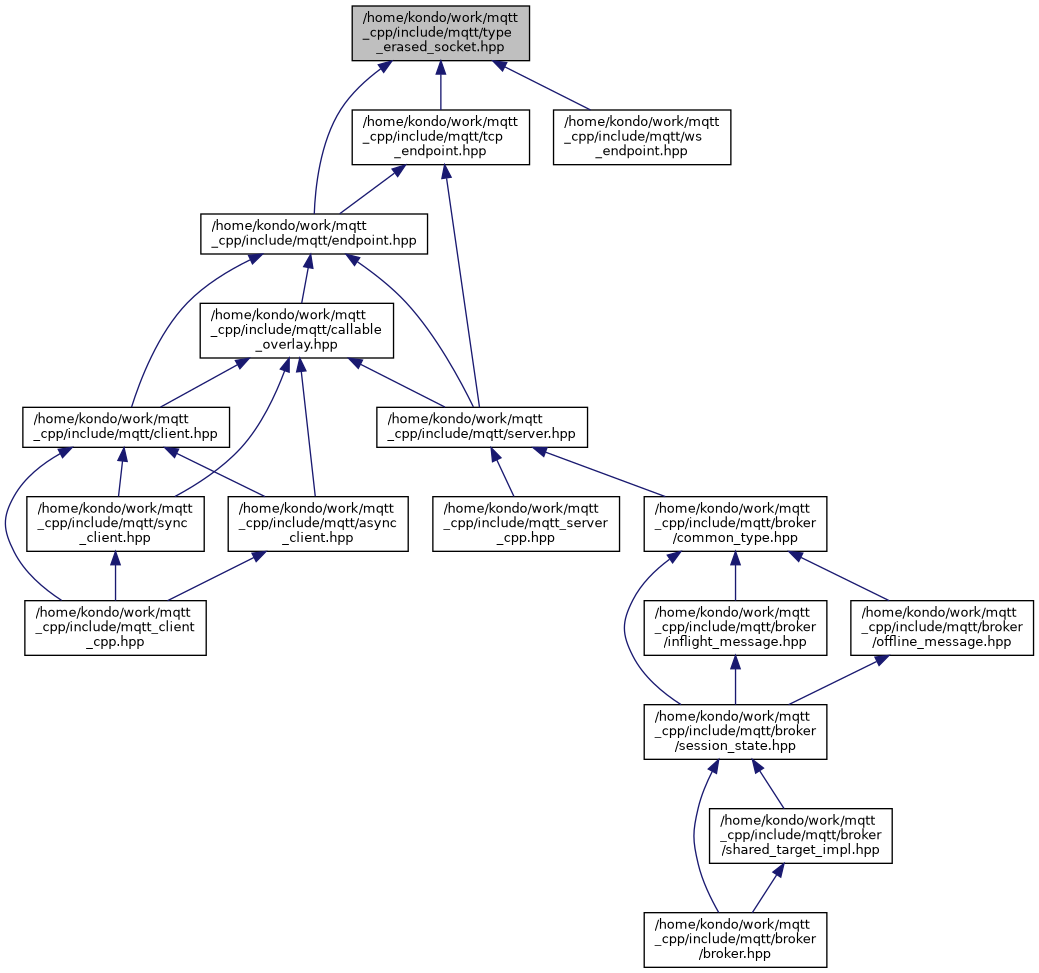 /home/kondo/work/mqtt
_cpp/include/mqtt/type
_erased_socket.hpp
/home/kondo/work/mqtt
_cpp/include/mqtt/tcp
_endpoint.hpp
/home/kondo/work/mqtt
_cpp/include/mqtt/ws
_endpoint.hpp
/home/kondo/work/mqtt
_cpp/include/mqtt/endpoint.hpp
/home/kondo/work/mqtt
_cpp/include/mqtt/callable
_overlay.hpp
/home/kondo/work/mqtt
_cpp/include/mqtt/client.hpp
/home/kondo/work/mqtt
_cpp/include/mqtt/server.hpp
/home/kondo/work/mqtt
_cpp/include/mqtt/sync
_client.hpp
/home/kondo/work/mqtt
_cpp/include/mqtt/async
_client.hpp
/home/kondo/work/mqtt
_cpp/include/mqtt_server
_cpp.hpp
/home/kondo/work/mqtt
_cpp/include/mqtt/broker
/common_type.hpp
/home/kondo/work/mqtt
_cpp/include/mqtt_client
_cpp.hpp
/home/kondo/work/mqtt
_cpp/include/mqtt/broker
/inflight_message.hpp
/home/kondo/work/mqtt
_cpp/include/mqtt/broker
/offline_message.hpp
/home/kondo/work/mqtt
_cpp/include/mqtt/broker
/session_state.hpp
/home/kondo/work/mqtt
_cpp/include/mqtt/broker
/shared_target_impl.hpp
/home/kondo/work/mqtt
_cpp/include/mqtt/broker
/broker.hpp